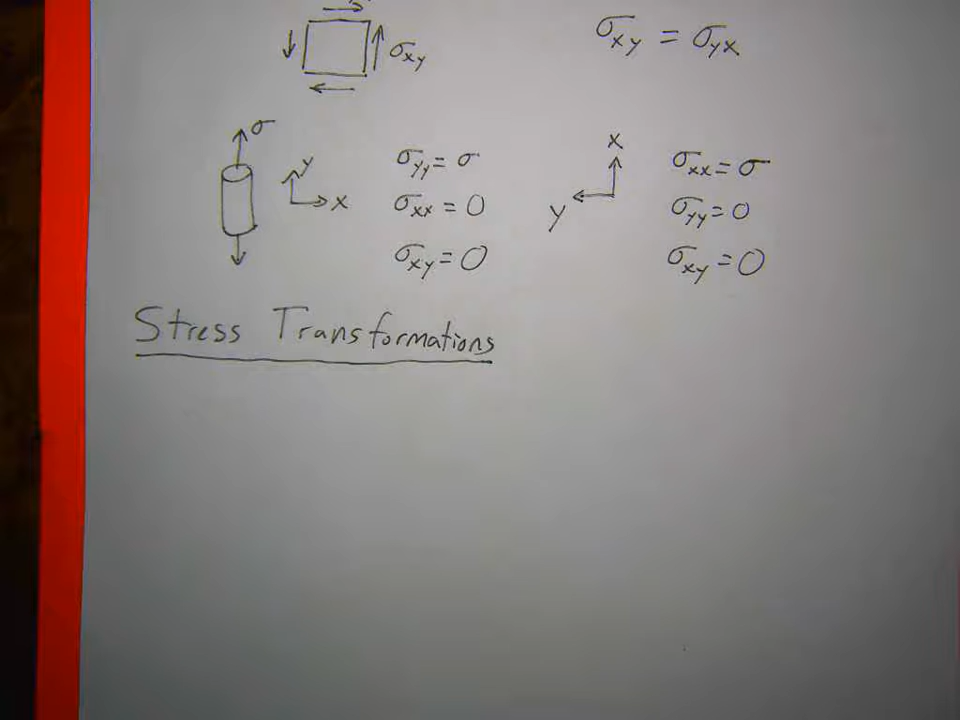 σxy σxy = σyx
σ
y σyy = σ x σxx = σ
x σxx = 0 y σyy = 0
σxy = 0 σxy = 0
Stress Transformations